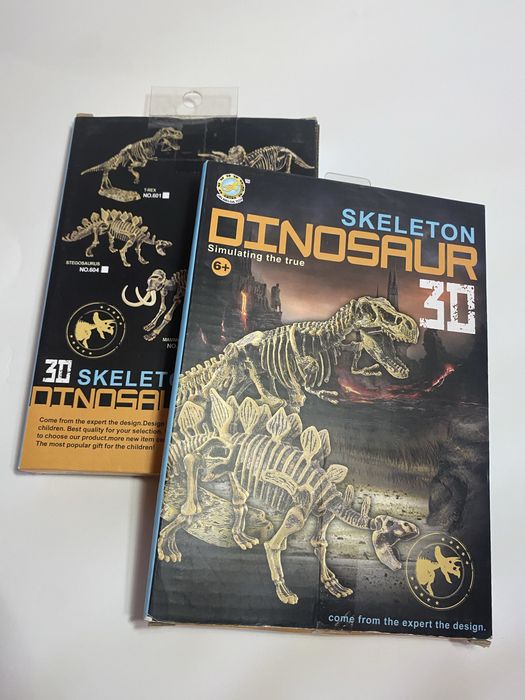 T-REX
NO.601
STEGOSAURUS
NO.604
NO.
3D SKELET
DINOSAU
Come from the expert the design.Design
children. Best quality for your selection.
to choose our product.more new item
The most popular gift for the children!
SKELETON
DINOSAUR
Simulating the true
6+
3D
come from the expert the design.